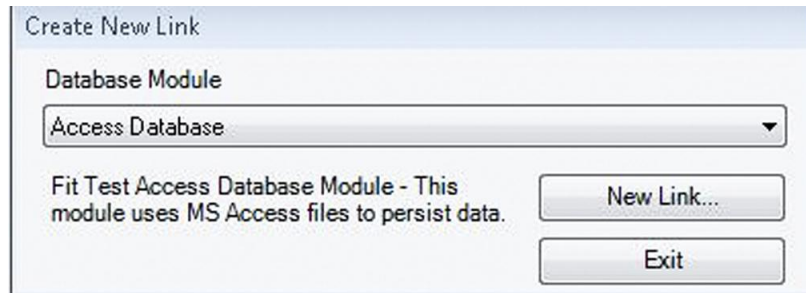 Create New Link
Database Module
Access Database
Fit Test Access Database Module - This
module uses MS Access files to persist data.
New Link...
Exit